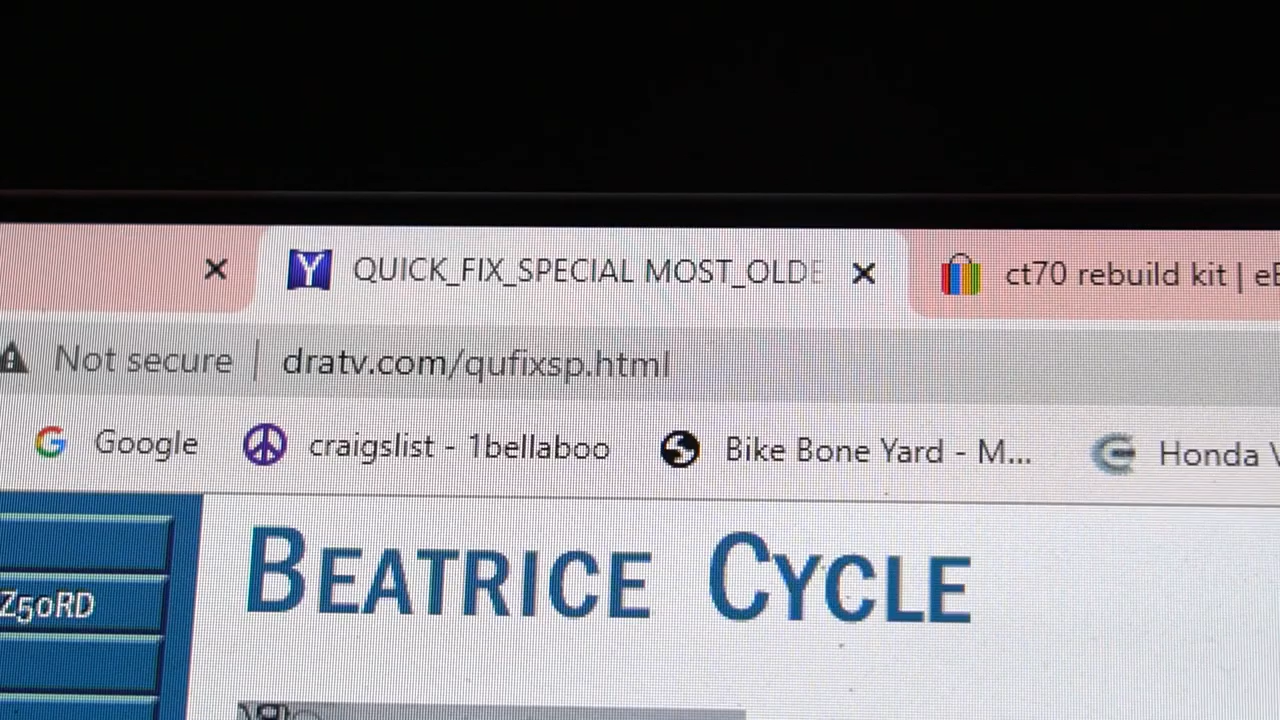 QUICK_FIX_SPECIAL MOST_OLDE
ct70 rebuild kit | eB
Not secure | dratv.com/qufixsp.html
Google
craigslist - 1bellaboo
Bike Bone Yard - M...
Honda V
BEATRICE CYCLE
Z50RD